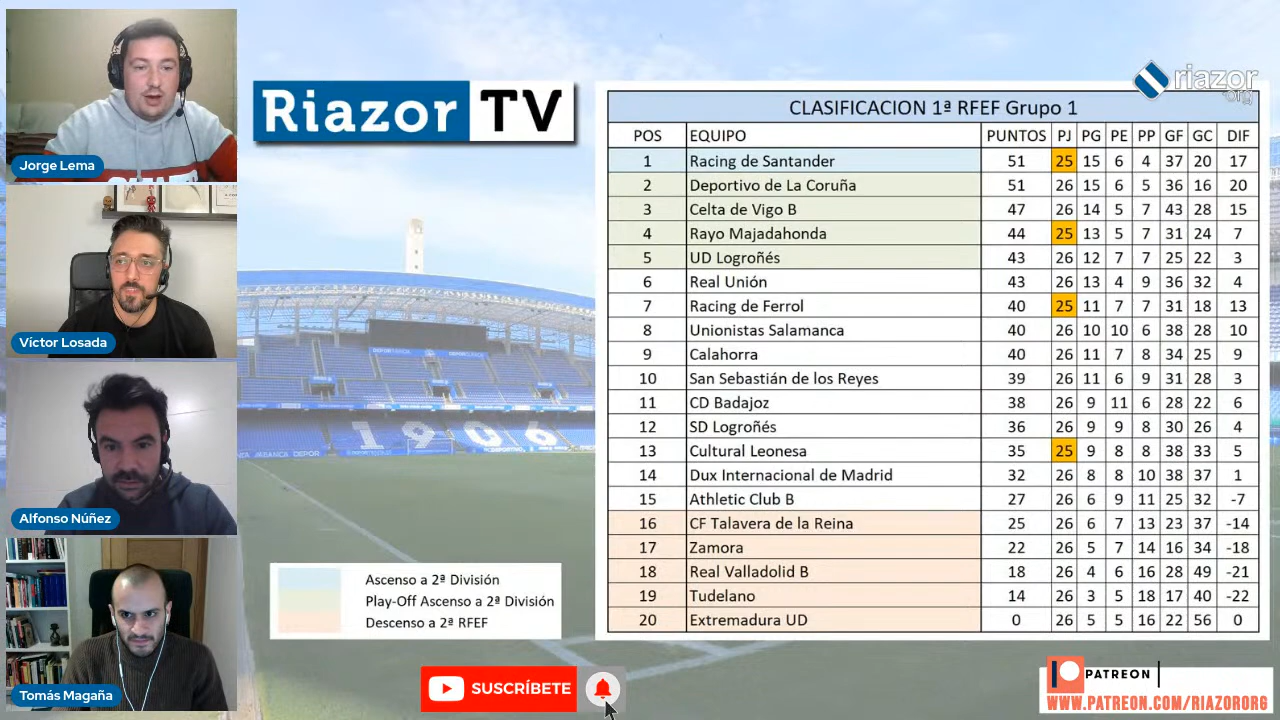 Jorge Lema
Víctor Losada
Alfonso Núñez
Tomás Magaña
Riazor TV
riazor
.org
CLASIFICACION 1ª RFEF Grupo 1
POS EQUIPO PUNTOS PJ PG PE PP GF GC DIF
1 Racing de Santander 51 25 15 6 4 37 20 17
2 Deportivo de La Coruña 51 26 15 6 5 36 16 20
3 Celta de Vigo B 47 26 14 5 7 43 28 15
4 Rayo Majadahonda 44 25 13 5 7 31 24 7
5 UD Logroñés 43 26 12 7 7 25 22 3
6 Real Unión 43 26 13 4 9 36 32 4
7 Racing de Ferrol 40 25 11 7 7 31 18 13
8 Unionistas Salamanca 40 26 10 10 6 38 28 10
9 Calahorra 40 26 11 7 8 34 25 9
10 San Sebastián de los Reyes 39 26 11 6 9 31 28 3
11 CD Badajoz 38 26 9 11 6 28 22 6
12 SD Logroñés 36 26 9 9 8 30 26 4
13 Cultural Leonesa 35 25 9 8 8 38 33 5
14 Dux Internacional de Madrid 32 26 8 8 10 38 37 1
15 Athletic Club B 27 26 6 9 11 25 32 -7
16 CF Talavera de la Reina 25 26 6 7 13 23 37 -14
17 Zamora 22 26 5 7 14 16 34 -18
18 Real Valladolid B 18 26 4 6 16 28 49 -21
19 Tudelano 14 26 3 5 18 17 40 -22
20 Extremadura UD 0 26 5 5 16 22 56 0
1906
Ascenso a 2ª División
Play-Off Ascenso a 2ª División
Descenso a 2ª RFEF
SUSCRÍBETE
PATREON
WWW.PATREON.COM/RIAZORORG